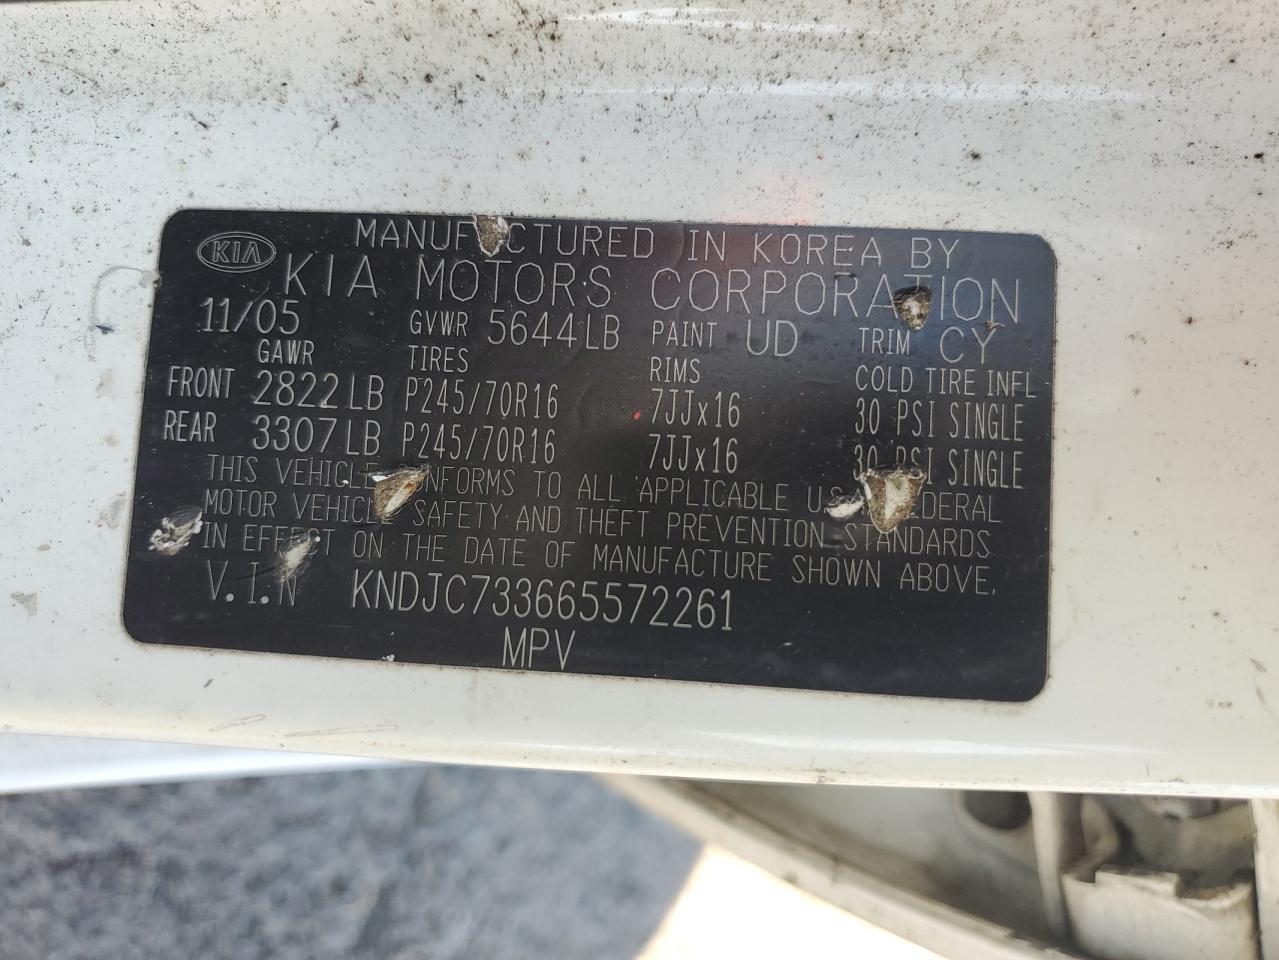 KIA MANUFACTURED IN KOREA BY
KIA MOTORS CORPORATION
11/05 GVWR 5644LB PAINT UD TRIM CY
GAWR TIRES RIMS COLD TIRE INFL
FRONT 2822LB P245/70R16 7JJx16 30 PSI SINGLE
REAR 3307LB P245/70R16 7JJx16 30 PSI SINGLE
THIS VEHICLE CONFORMS TO ALL APPLICABLE U.S. FEDERAL
MOTOR VEHICLE SAFETY AND THEFT PREVENTION STANDARDS
IN EFFECT ON THE DATE OF MANUFACTURE SHOWN ABOVE.
V.I.N KNDJC733665572261
MPV